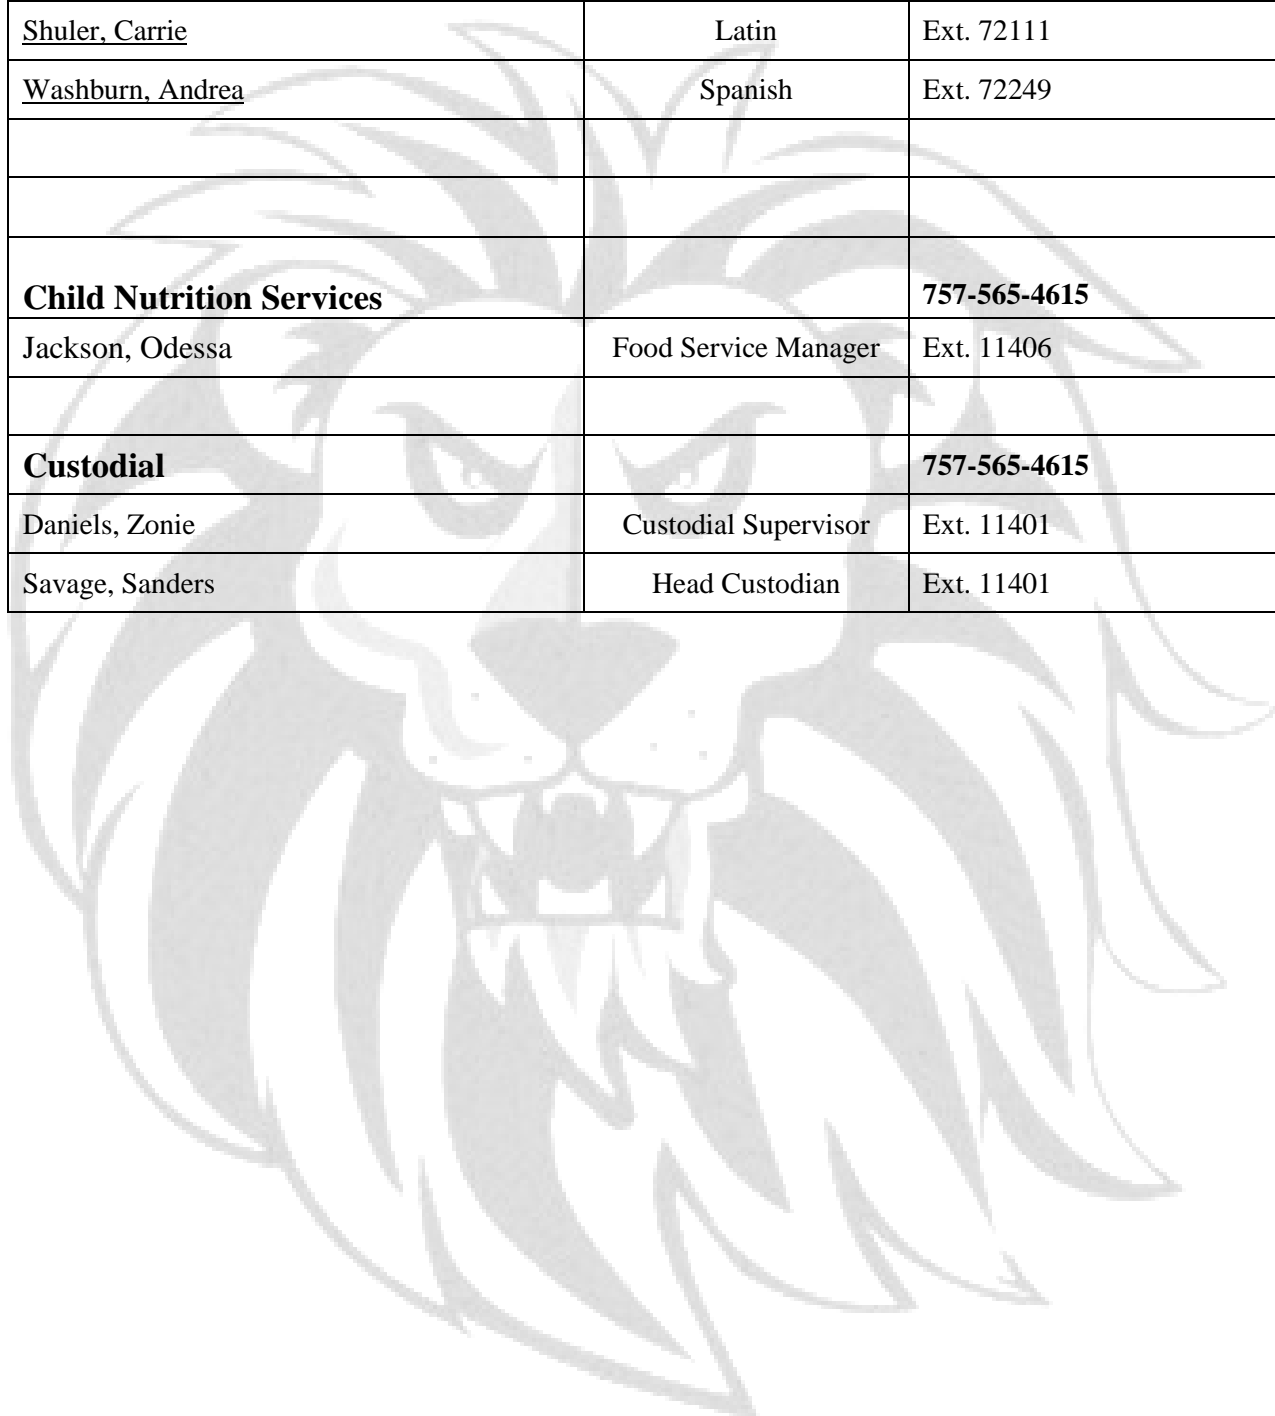 Shuler, Carrie Latin Ext. 72111
Washburn, Andrea Spanish Ext. 72249
Child Nutrition Services 757-565-4615
Jackson, Odessa Food Service Manager Ext. 11406
Custodial 757-565-4615
Daniels, Zonie Custodial Supervisor Ext. 11401
Savage, Sanders Head Custodian Ext. 11401